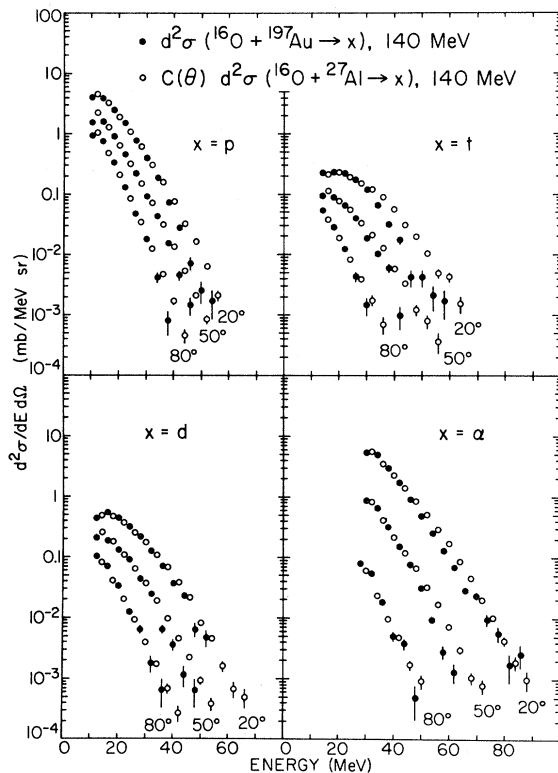 ● d²σ (¹⁶O + ¹⁹⁷Au → x), 140 MeV
○ C(θ) d²σ (¹⁶O + ²⁷Al → x), 140 MeV
100
10
1
0.1
10⁻²
10⁻³
10⁻⁴
x = p
20°
50°
80°
x = t
20°
80°
50°
10
1
0.1
10⁻²
10⁻³
10⁻⁴
x = d
80°
50°
20°
x = α
80°
50°
20°
d²σ/dE dΩ (mb/MeV sr)
0 20 40 60 80 0 20 40 60 80
ENERGY (MeV)